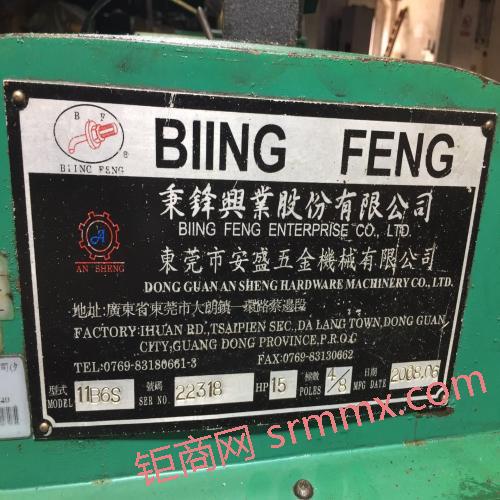 B F
®
BIING FENG
BIING FENG
秉鋒興業股份有限公司
BIING FENG ENTERPRISE CO., LTD.
A
AN SHENG
東莞市安盛五金機械有限公司
DONG GUAN AN SHENG HARDWARE MACHINERY CO., LTD.
地址:廣東省東莞市大朗鎮一環路蔡邊段
FACTORY:IHUAN RD., TSAIPIEN SEC., DA LANG TOWN, DONG GUAN
CITY, GUANG DONG PROVINCE, P.R.O.C
TEL:0769-83180661-3 FAX:0769-83130662
型式 MODEL 11B6S 號碼 SER NO. 22318 HP 15 極數 POLES 4/8 日期 MFG DATE 2008.06
钜商网 srmmx.com